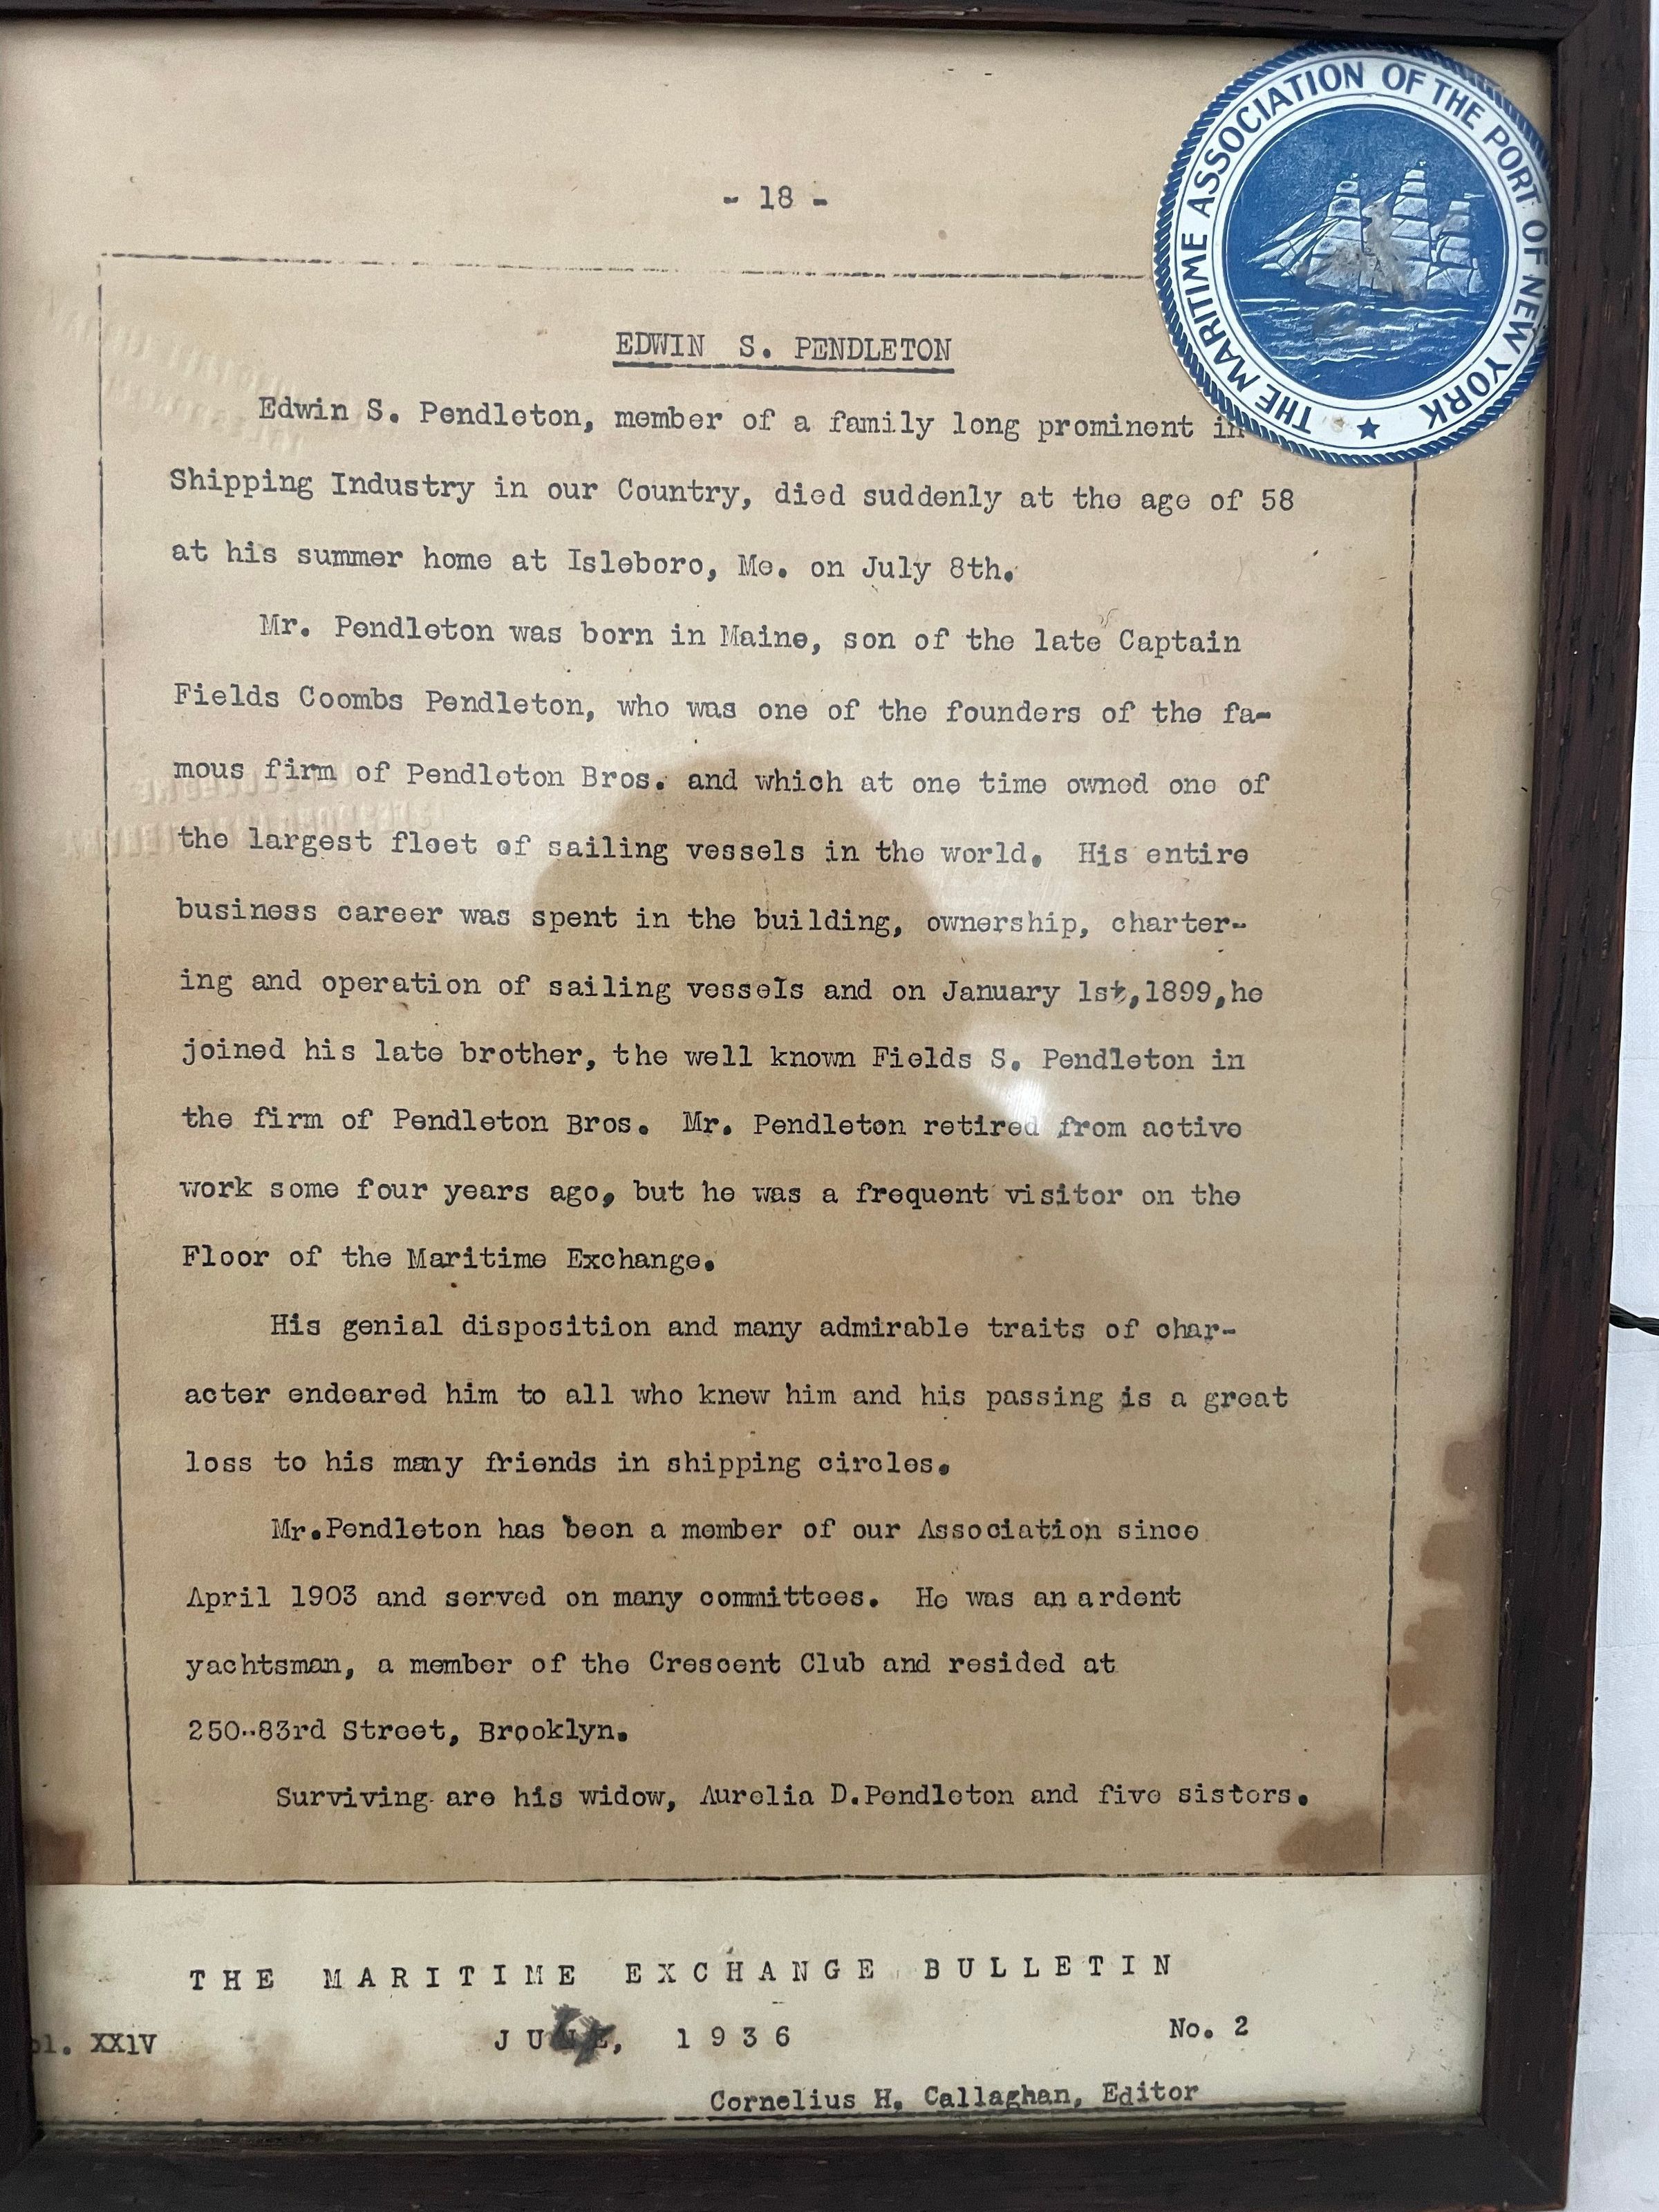 THE MARITIME ASSOCIATION OF THE PORT OF NEW YORK
- 18 -
EDWIN S. PENDLETON
Edwin S. Pendleton, member of a family long prominent in
Shipping Industry in our Country, died suddenly at the age of 58
at his summer home at Isleboro, Me. on July 8th.
Mr. Pendleton was born in Maine, son of the late Captain
Fields Coombs Pendleton, who was one of the founders of the fa-
mous firm of Pendleton Bros. and which at one time owned one of
the largest fleet of sailing vessels in the world. His entire
business career was spent in the building, ownership, charter-
ing and operation of sailing vessels and on January 1st,1899,he
joined his late brother, the well known Fields S. Pendleton in
the firm of Pendleton Bros. Mr. Pendleton retired from active
work some four years ago, but he was a frequent visitor on the
Floor of the Maritime Exchange.
His genial disposition and many admirable traits of char-
acter endeared him to all who knew him and his passing is a great
loss to his many friends in shipping circles.
Mr.Pendleton has been a member of our Association since
April 1903 and served on many committees. He was an ardent
yachtsman, a member of the Crescent Club and resided at
250-83rd Street, Brooklyn.
Surviving are his widow, Aurelia D.Pendleton and five sisters.
THE MARITIME EXCHANGE BULLETIN
XX1V
1936
No. 2
Cornelius H. Callaghan, Editor